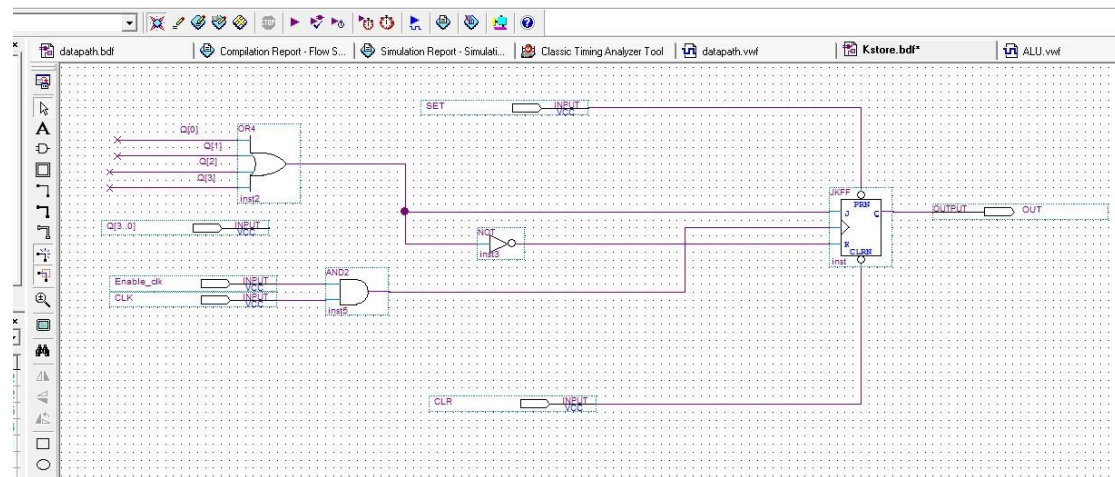 STOP
datapath.bdf
Compilation Report - Flow S...
Simulation Report - Simulati...
Classic Timing Analyzer Tool
datapath.vwf
Kstore.bdf*
ALU.vwf
A
SET
INPUT
VCC
Q[0]
OR4
Q[1]
Q[2]
Q[3]
inst2
JKFF
PRN
J
Q
K
CLRN
inst
OUTPUT
OUT
Q[3..0]
INPUT
VCC
NOT
inst3
AND2
Enable_clk
INPUT
VCC
CLK
INPUT
VCC
inst5
CLR
INPUT
VCC